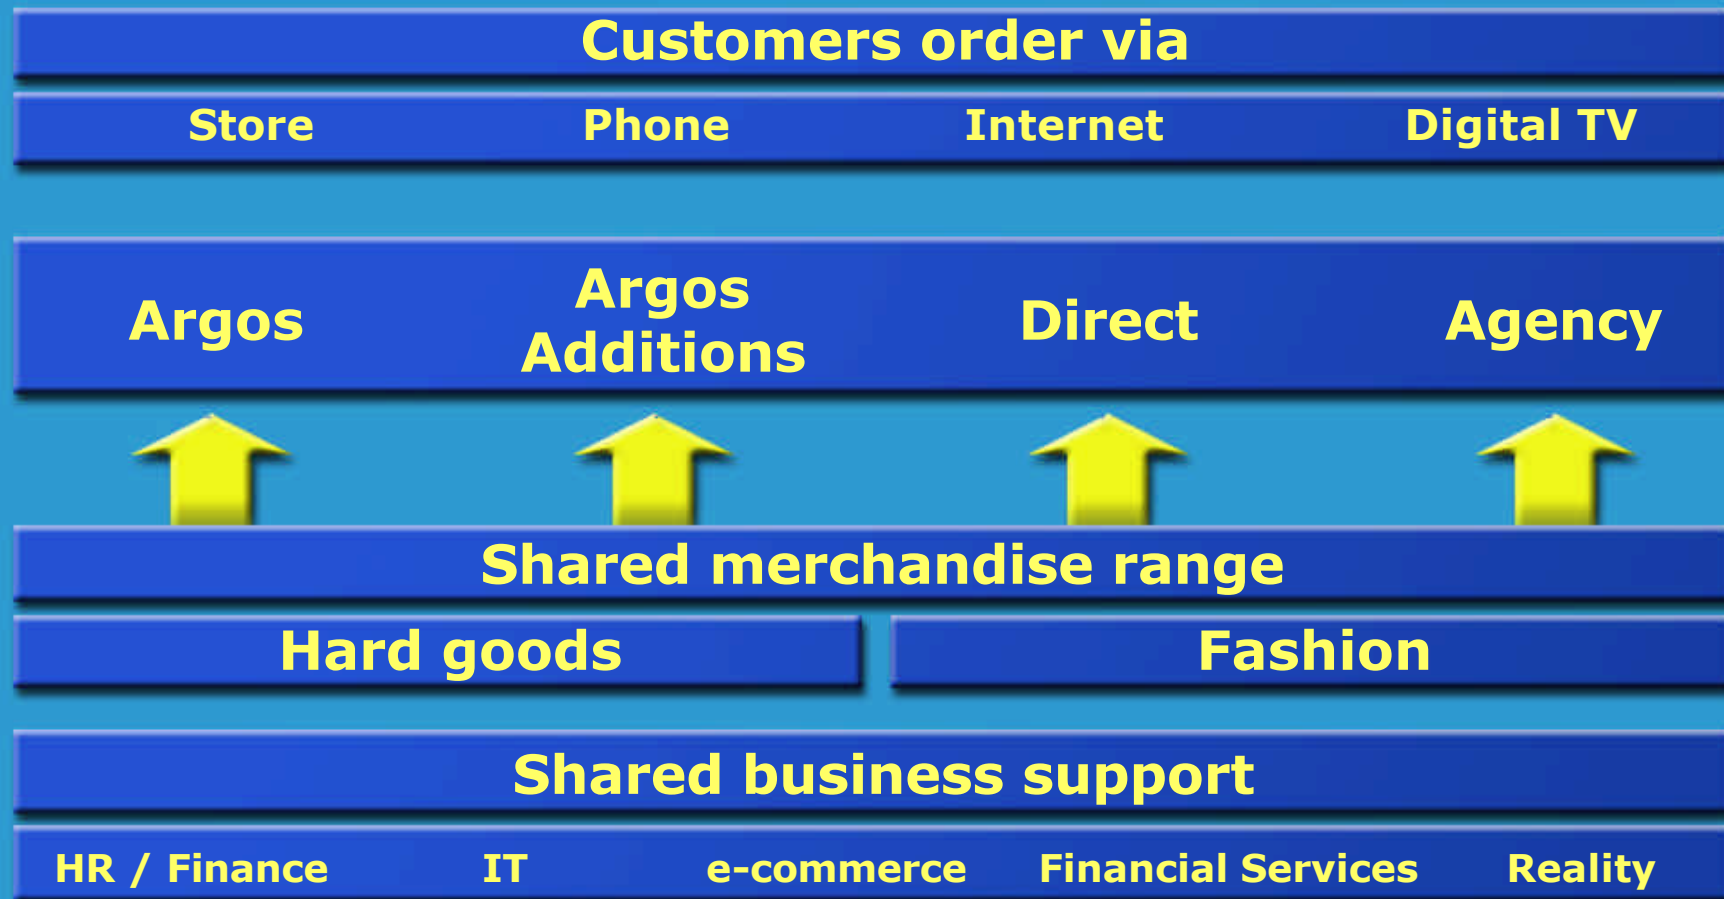 Customers order via
Store Phone Internet Digital TV
Argos Argos Additions Direct Agency
Shared merchandise range
Hard goods Fashion
Shared business support
HR / Finance IT e-commerce Financial Services Reality